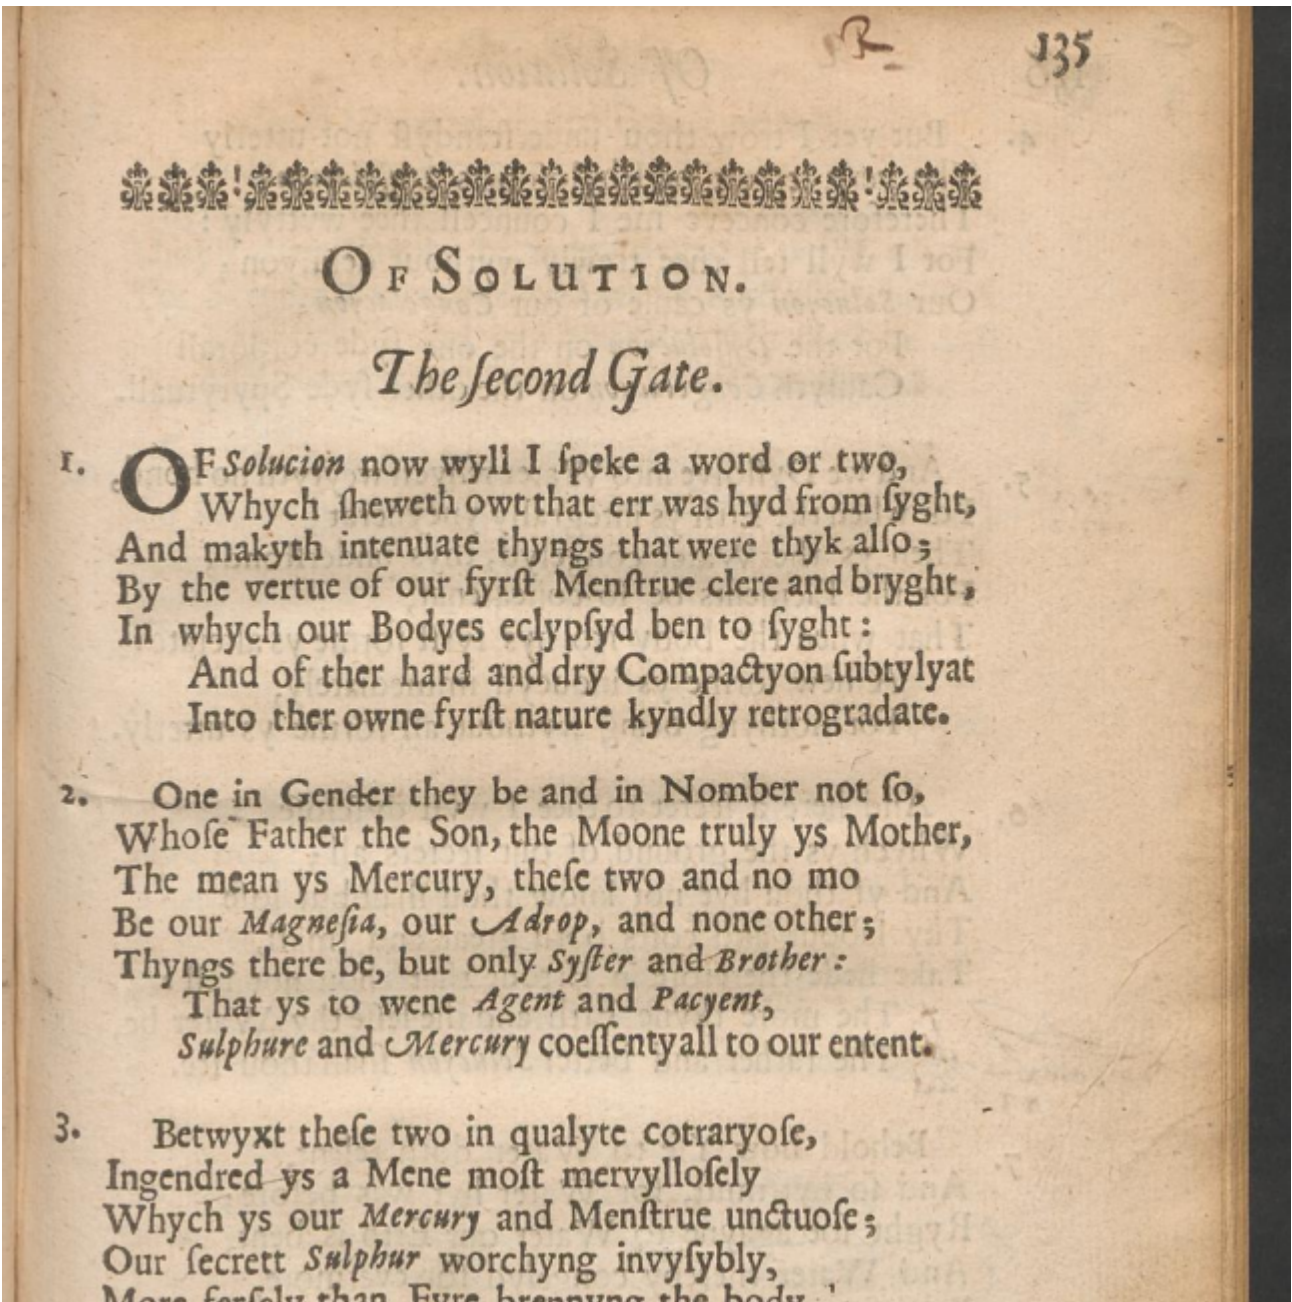 R
135
OF SOLUTION.
The ſecond Gate.
1. OF Solucion now wyll I ſpeke a word or two,
Whych ſheweth owt that err was hyd from ſyght,
And makyth intenuate thyngs that were thyk alſo;
By the vertue of our fyrſt Menſtrue clere and bryght,
In whych our Bodyes eclypſyd ben to ſyght:
And of ther hard and dry Compactyon ſubtylyat
Into ther owne fyrſt nature kyndly retrogradate.
2. One in Gender they be and in Nomber not ſo,
Whoſe Father the Son, the Moone truly ys Mother,
The mean ys Mercury, theſe two and no mo
Be our Magneſia, our Adrop, and none other;
Thyngs there be, but only Syſter and Brother:
That ys to wene Agent and Pacyent,
Sulphure and Mercury coeſſentyall to our entent.
3. Betwyxt theſe two in qualyte cotraryoſe,
Ingendred ys a Mene moſt mervylloſely
Whych ys our Mercury and Menſtrue unctuoſe;
Our ſecrett Sulphur worchyng invyſybly,
More ferſely than Fyre brennyng the body